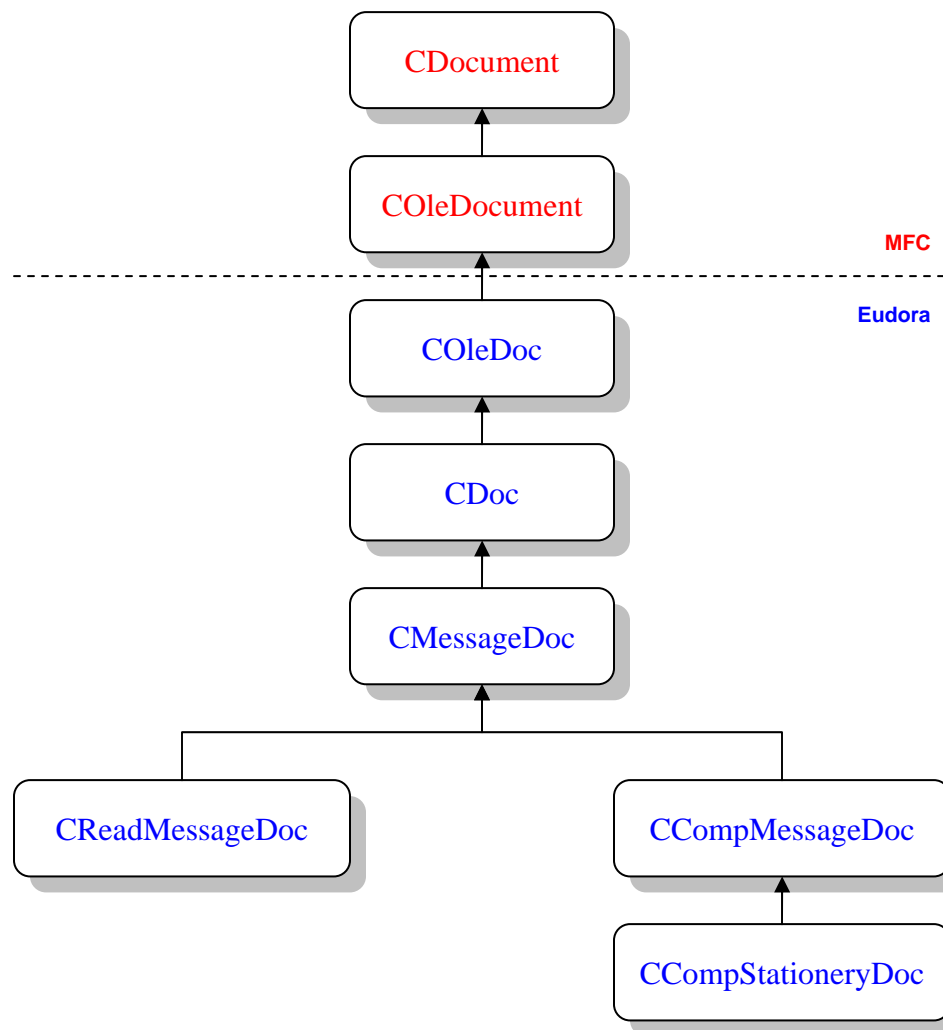 CDocument
COleDocument
MFC
Eudora
COleDoc
CDoc
CMessageDoc
CReadMessageDoc
CCompMessageDoc
CCompStationeryDoc